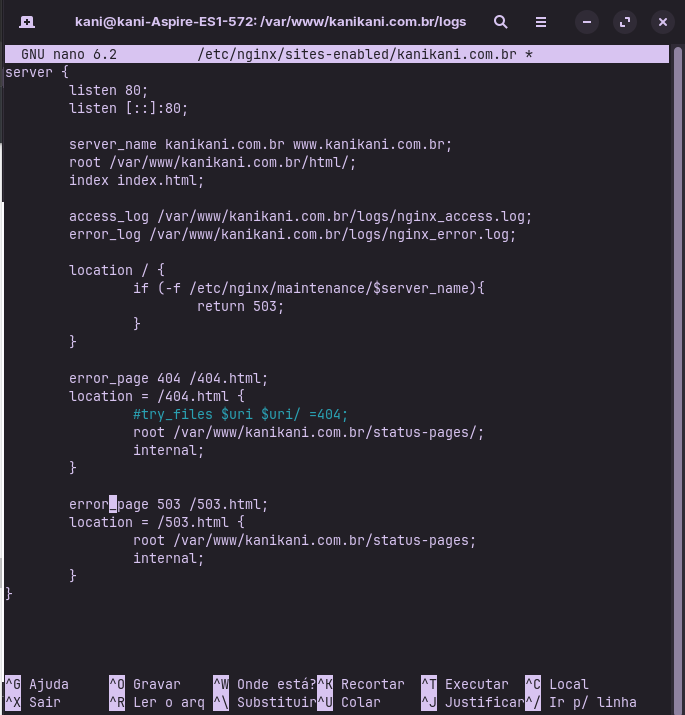 kani@kani-Aspire-ES1-572: /var/www/kanikani.com.br/logs
GNU nano 6.2 /etc/nginx/sites-enabled/kanikani.com.br *
server {
listen 80;
listen [::]:80;
server_name kanikani.com.br www.kanikani.com.br;
root /var/www/kanikani.com.br/html/;
index index.html;
access_log /var/www/kanikani.com.br/logs/nginx_access.log;
error_log /var/www/kanikani.com.br/logs/nginx_error.log;
location / {
if (-f /etc/nginx/maintenance/$server_name){
return 503;
}
}
error_page 404 /404.html;
location = /404.html {
#try_files $uri $uri/ =404;
root /var/www/kanikani.com.br/status-pages/;
internal;
}
error_page 503 /503.html;
location = /503.html {
root /var/www/kanikani.com.br/status-pages;
internal;
}
}
^G Ajuda ^O Gravar ^W Onde está? ^K Recortar ^T Executar ^C Local
^X Sair ^R Ler o arq ^\ Substituir ^U Colar ^J Justificar ^/ Ir p/ linha